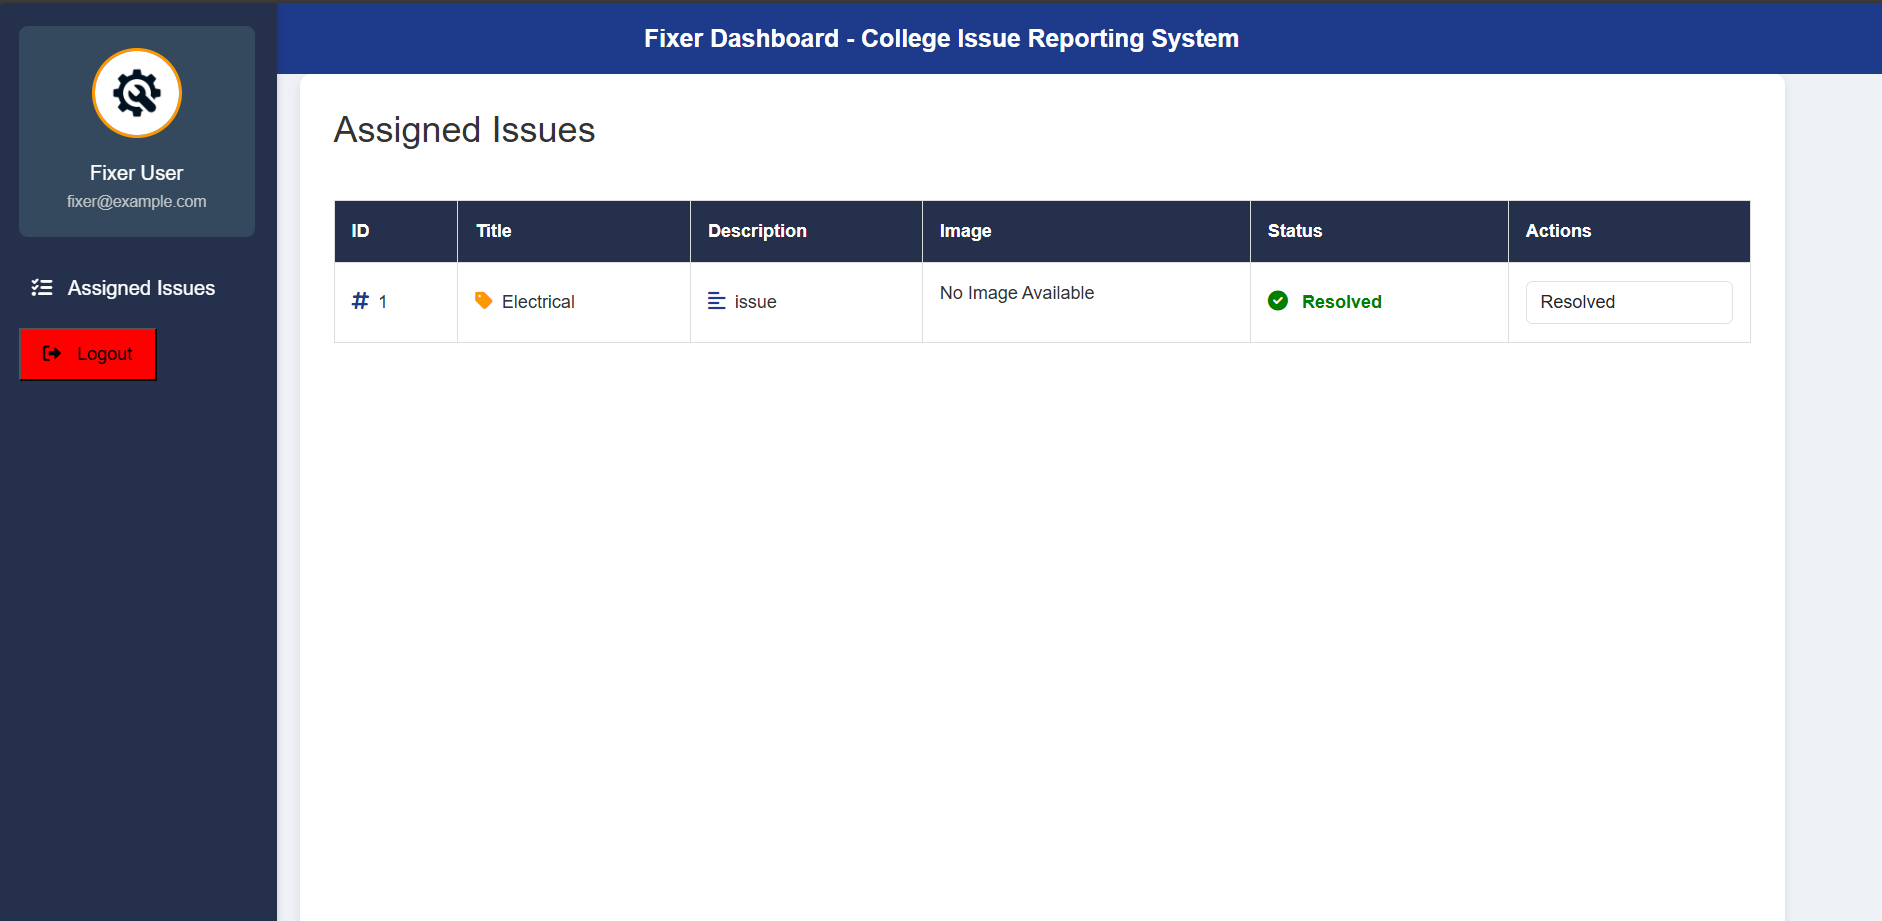 Fixer Dashboard - College Issue Reporting System
Fixer User
fixer@example.com
Assigned Issues
Logout
Assigned Issues
ID Title Description Image Status Actions
# 1 Electrical issue No Image Available Resolved Resolved